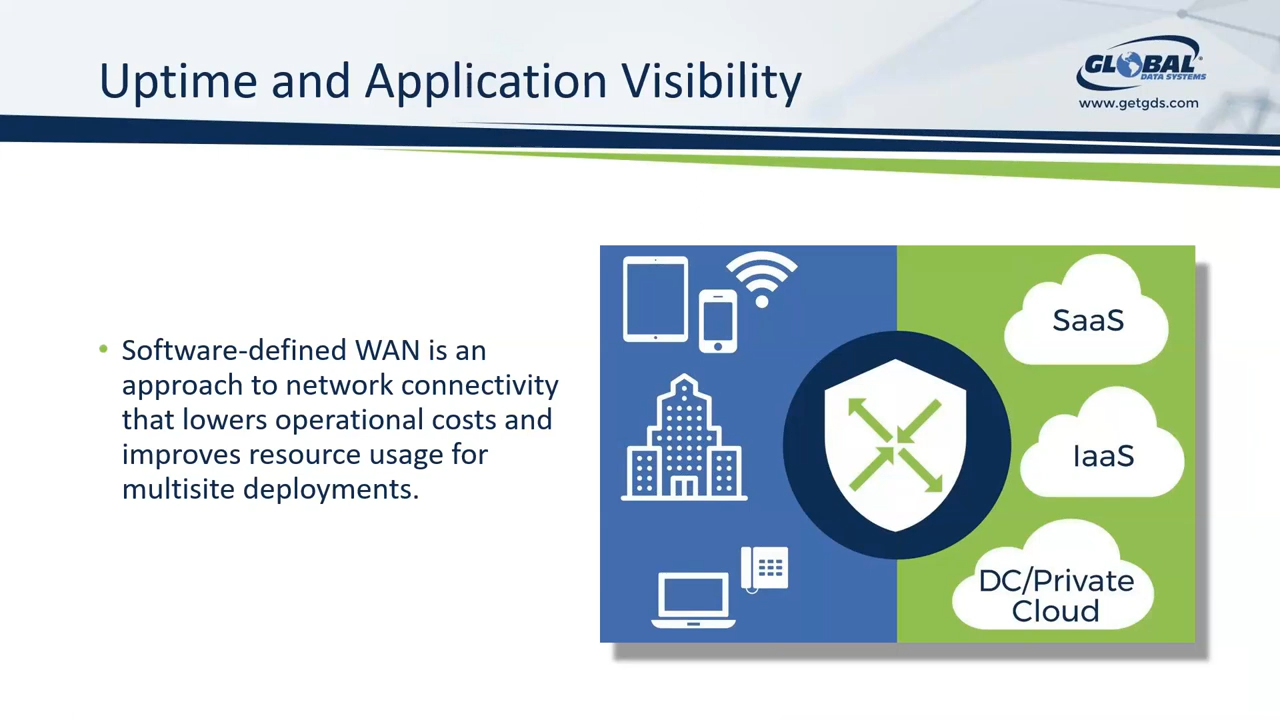 Uptime and Application Visibility
GLOBAL®
DATA SYSTEMS
www.getgds.com
• Software-defined WAN is an
approach to network connectivity
that lowers operational costs and
improves resource usage for
multisite deployments.
SaaS
IaaS
DC/Private
Cloud